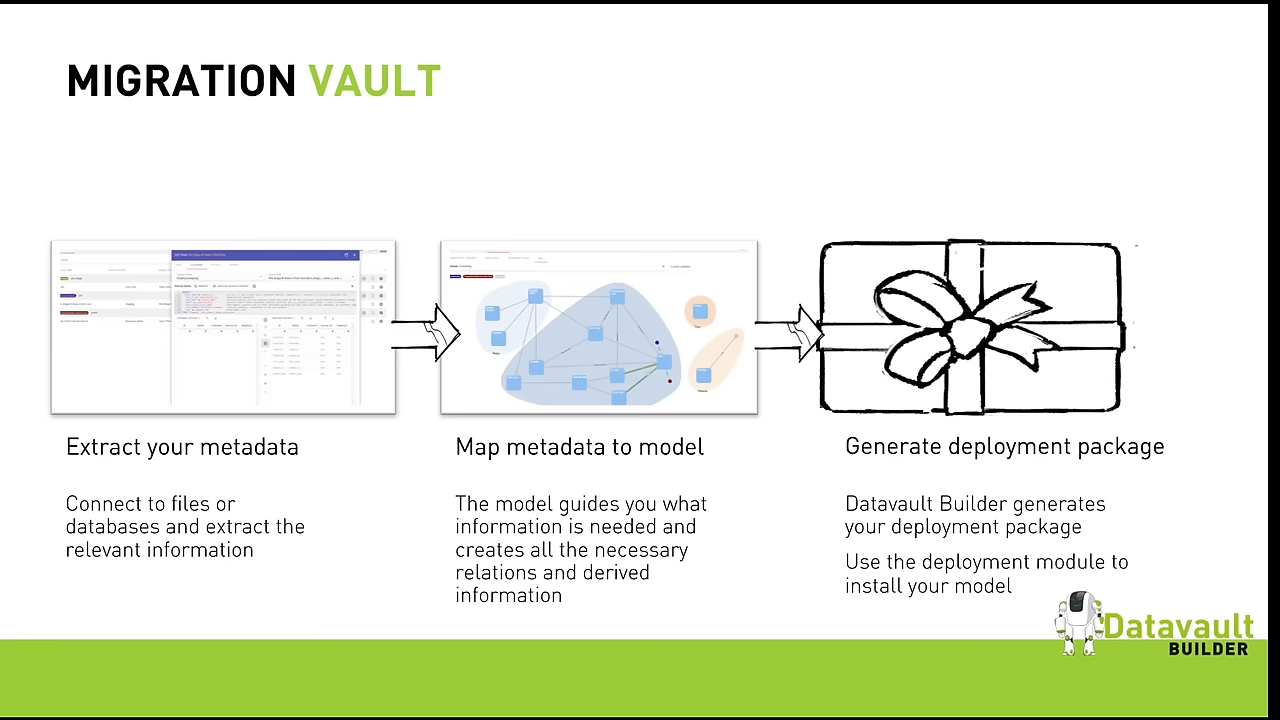 MIGRATION VAULT
Extract your metadata
Connect to files or
databases and extract the
relevant information
Map metadata to model
The model guides you what
information is needed and
creates all the necessary
relations and derived
information
Generate deployment package
Datavault Builder generates
your deployment package
Use the deployment module to
install your model
Datavault
BUILDER